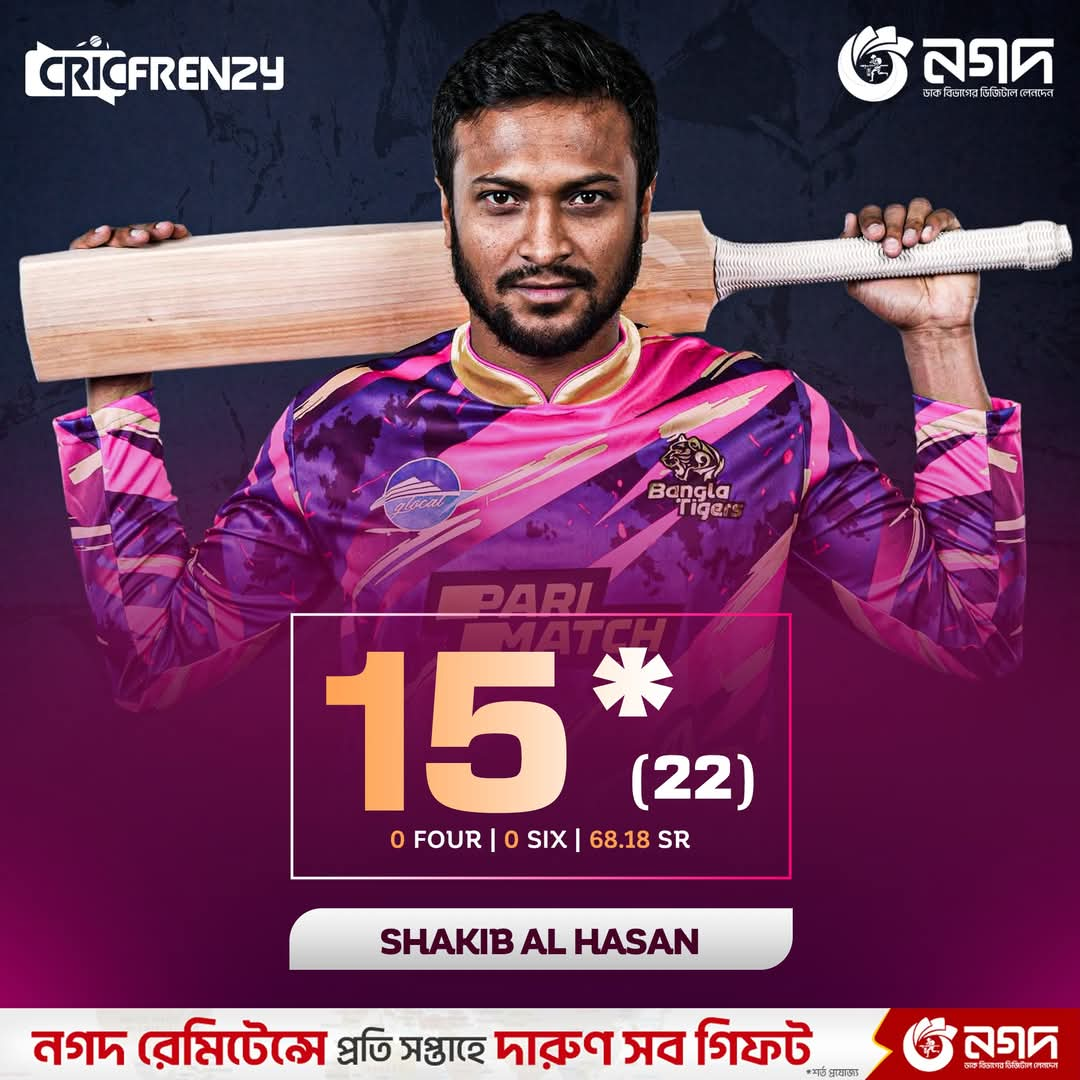 CRICFRENZY
নগদ
ডাক বিভাগের ডিজিটাল লেনদেন
glocal
Bangla
Tigers
PARI
MATCH
15*
(22)
0 FOUR | 0 SIX | 68.18 SR
SHAKIB AL HASAN
নগদ রেমিটেন্সে প্রতি সপ্তাহে দারুণ সব গিফট
*শর্ত প্রযোজ্য
নগদ
ডাক বিভাগের ডিজিটাল লেনদেন